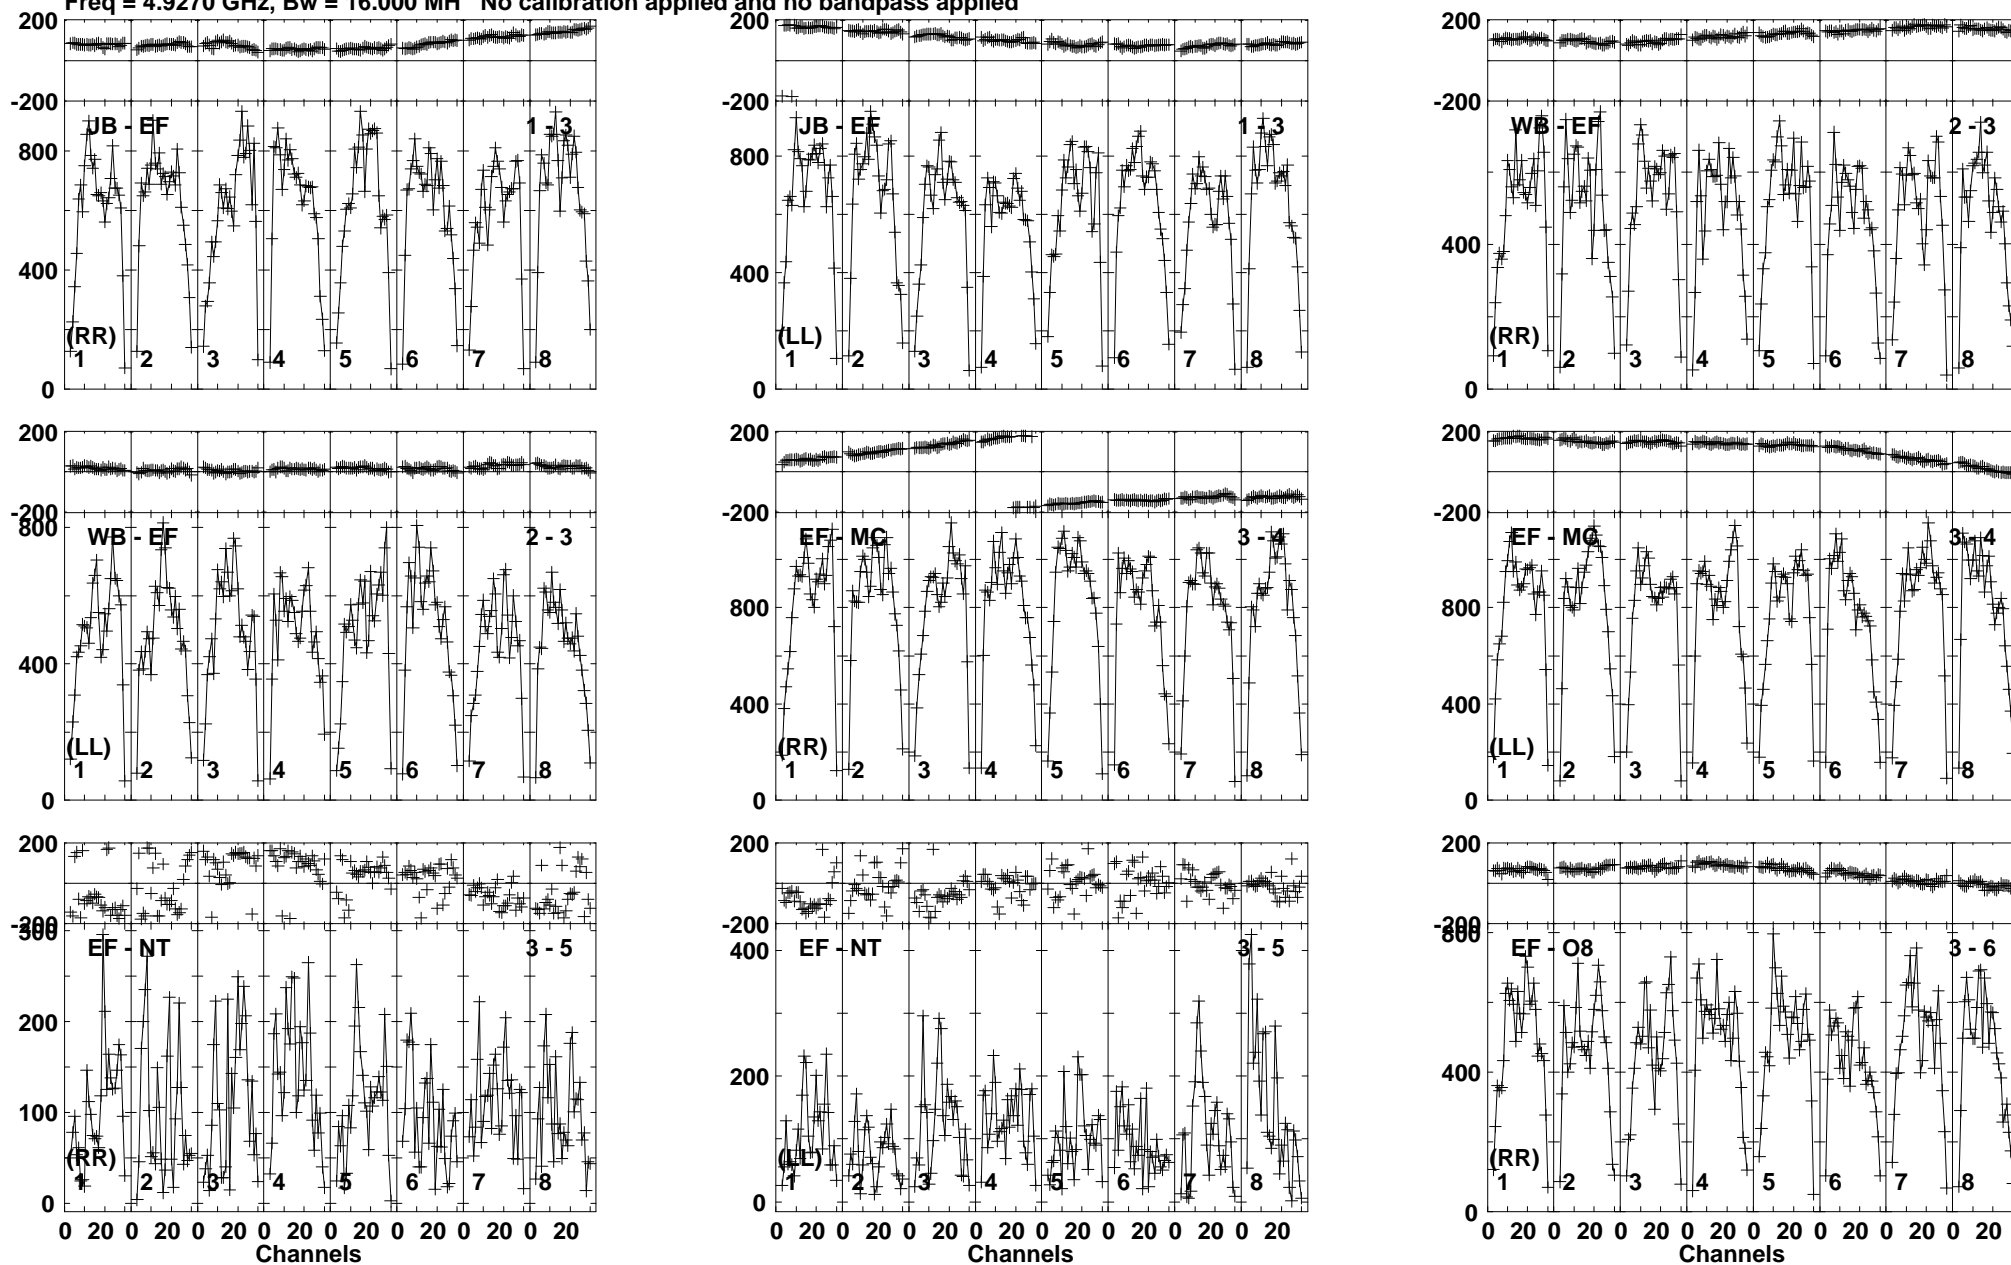 Freq = 4.9270 GHz, Bw = 16.000 MH No calibration applied and no bandpass applied
200 200 200
-200 -200 -200
JB - EF 1 - 3 JB - EF 1 - 3 WB - EF 2 - 3
800 800
400 400 400
(RR) (LL) (RR)
1 2 3 4 5 6 7 8 1 2 3 4 5 6 7 8 1 2 3 4 5 6 7 8
0 0 0
200 200 200
-200 -200 -200
800
WB - EF 2 - 3 EF - MC 3 - 4 EF - MC 3 - 4
800 800
400 400 400
(LL) (RR) (LL)
1 2 3 4 5 6 7 8 1 2 3 4 5 6 7 8 1 2 3 4 5 6 7 8
0 0 0
200 200 200
-200 -200 -200
300 800
EF - NT 3 - 5 EF - NT 3 - 5 EF - O8 3 - 6
400
200 200 400
100
(RR) (LL) (RR)
1 2 3 4 5 6 7 8 1 2 3 4 5 6 7 8 1 2 3 4 5 6 7 8
0 0 0
0 20 0 20 0 20 0 20 0 20 0 20 0 20 0 20 0 20 0 20 0 20 0 20 0 20 0 20 0 20 0 20 0 20 0 20 0 20 0 20 0 20 0 20 0 20 0 20
Channels Channels Channels